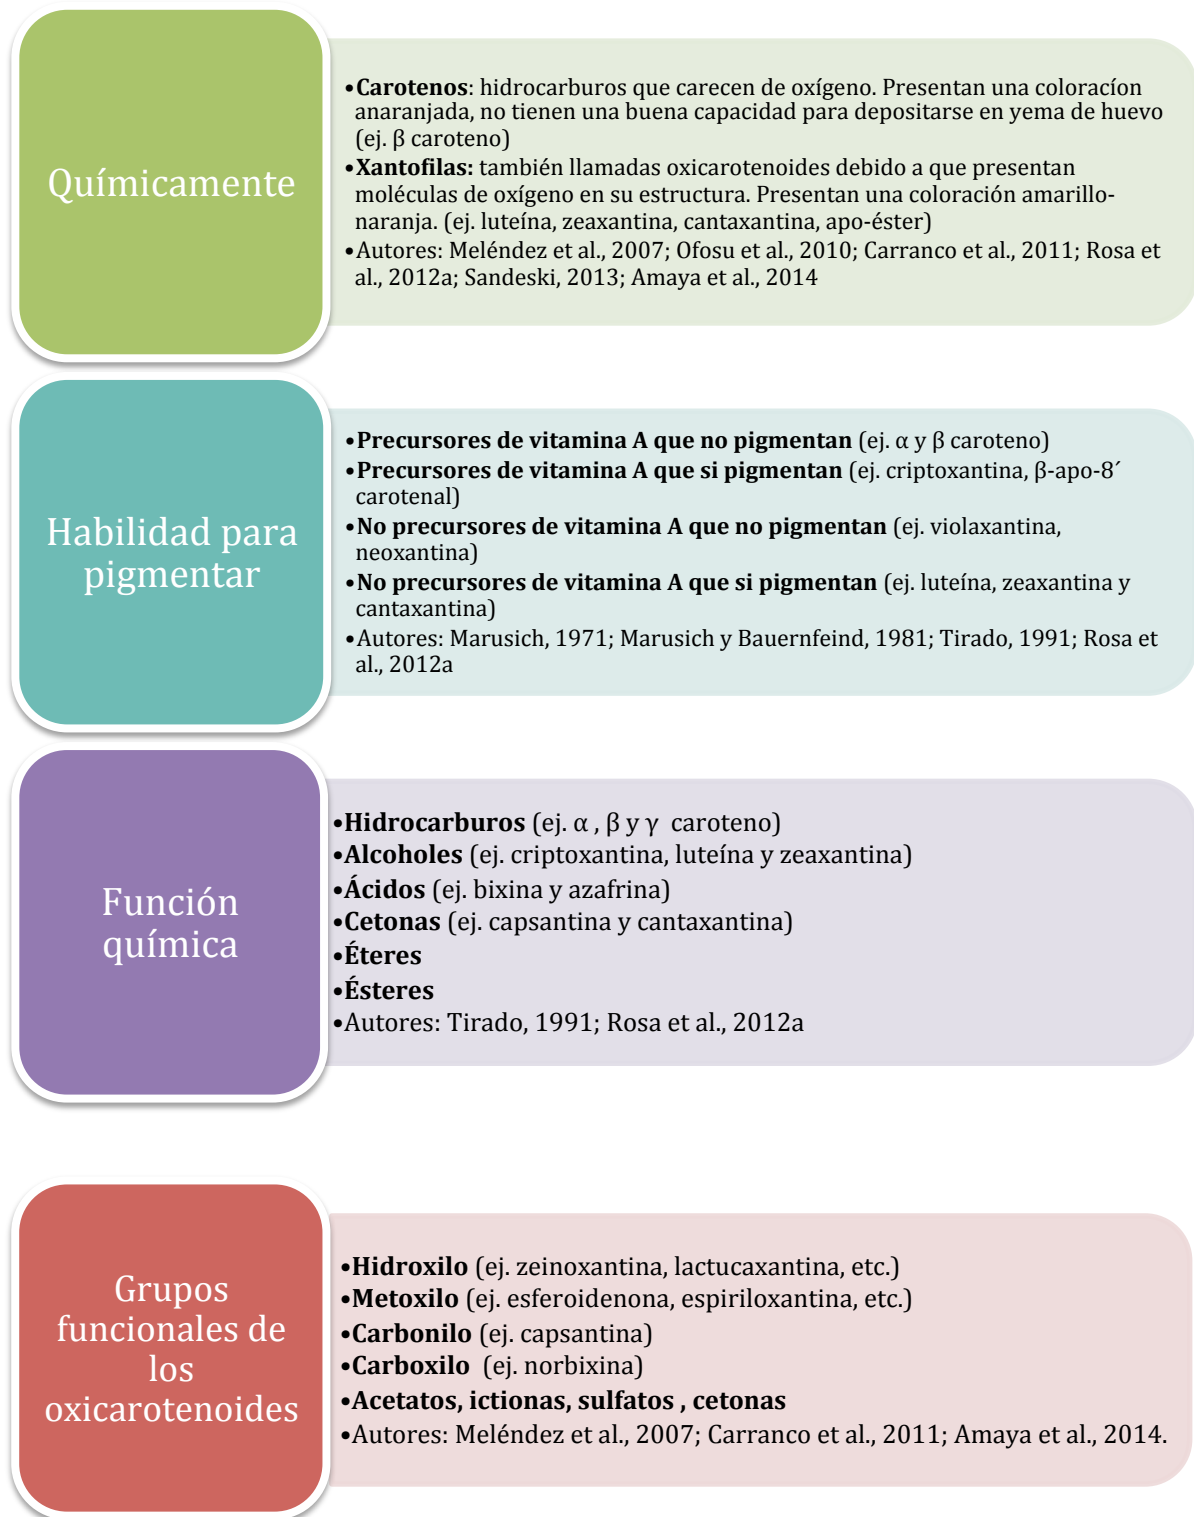 Químicamente
•Carotenos: hidrocarburos que carecen de oxígeno. Presentan una coloracíon
anaranjada, no tienen una buena capacidad para depositarse en yema de huevo
(ej. β caroteno)
•Xantofilas: también llamadas oxicarotenoides debido a que presentan
moléculas de oxígeno en su estructura. Presentan una coloración amarillo-
naranja. (ej. luteína, zeaxantina, cantaxantina, apo-éster)
•Autores: Meléndez et al., 2007; Ofosu et al., 2010; Carranco et al., 2011; Rosa et
al., 2012a; Sandeski, 2013; Amaya et al., 2014
Habilidad para
pigmentar
•Precursores de vitamina A que no pigmentan (ej. α y β caroteno)
•Precursores de vitamina A que si pigmentan (ej. criptoxantina, β-apo-8´
carotenal)
•No precursores de vitamina A que no pigmentan (ej. violaxantina,
neoxantina)
•No precursores de vitamina A que si pigmentan (ej. luteína, zeaxantina y
cantaxantina)
•Autores: Marusich, 1971; Marusich y Bauernfeind, 1981; Tirado, 1991; Rosa et
al., 2012a
Función
química
•Hidrocarburos (ej. α , β y γ  caroteno)
•Alcoholes (ej. criptoxantina, luteína y zeaxantina)
•Ácidos (ej. bixina y azafrina)
•Cetonas (ej. capsantina y cantaxantina)
•Éteres
•Ésteres
•Autores: Tirado, 1991; Rosa et al., 2012a
Grupos
funcionales de
los
oxicarotenoides
•Hidroxilo (ej. zeinoxantina, lactucaxantina, etc.)
•Metoxilo (ej. esferoidenona, espiriloxantina, etc.)
•Carbonilo (ej. capsantina)
•Carboxilo  (ej. norbixina)
•Acetatos, ictionas, sulfatos , cetonas
•Autores: Meléndez et al., 2007; Carranco et al., 2011; Amaya et al., 2014.